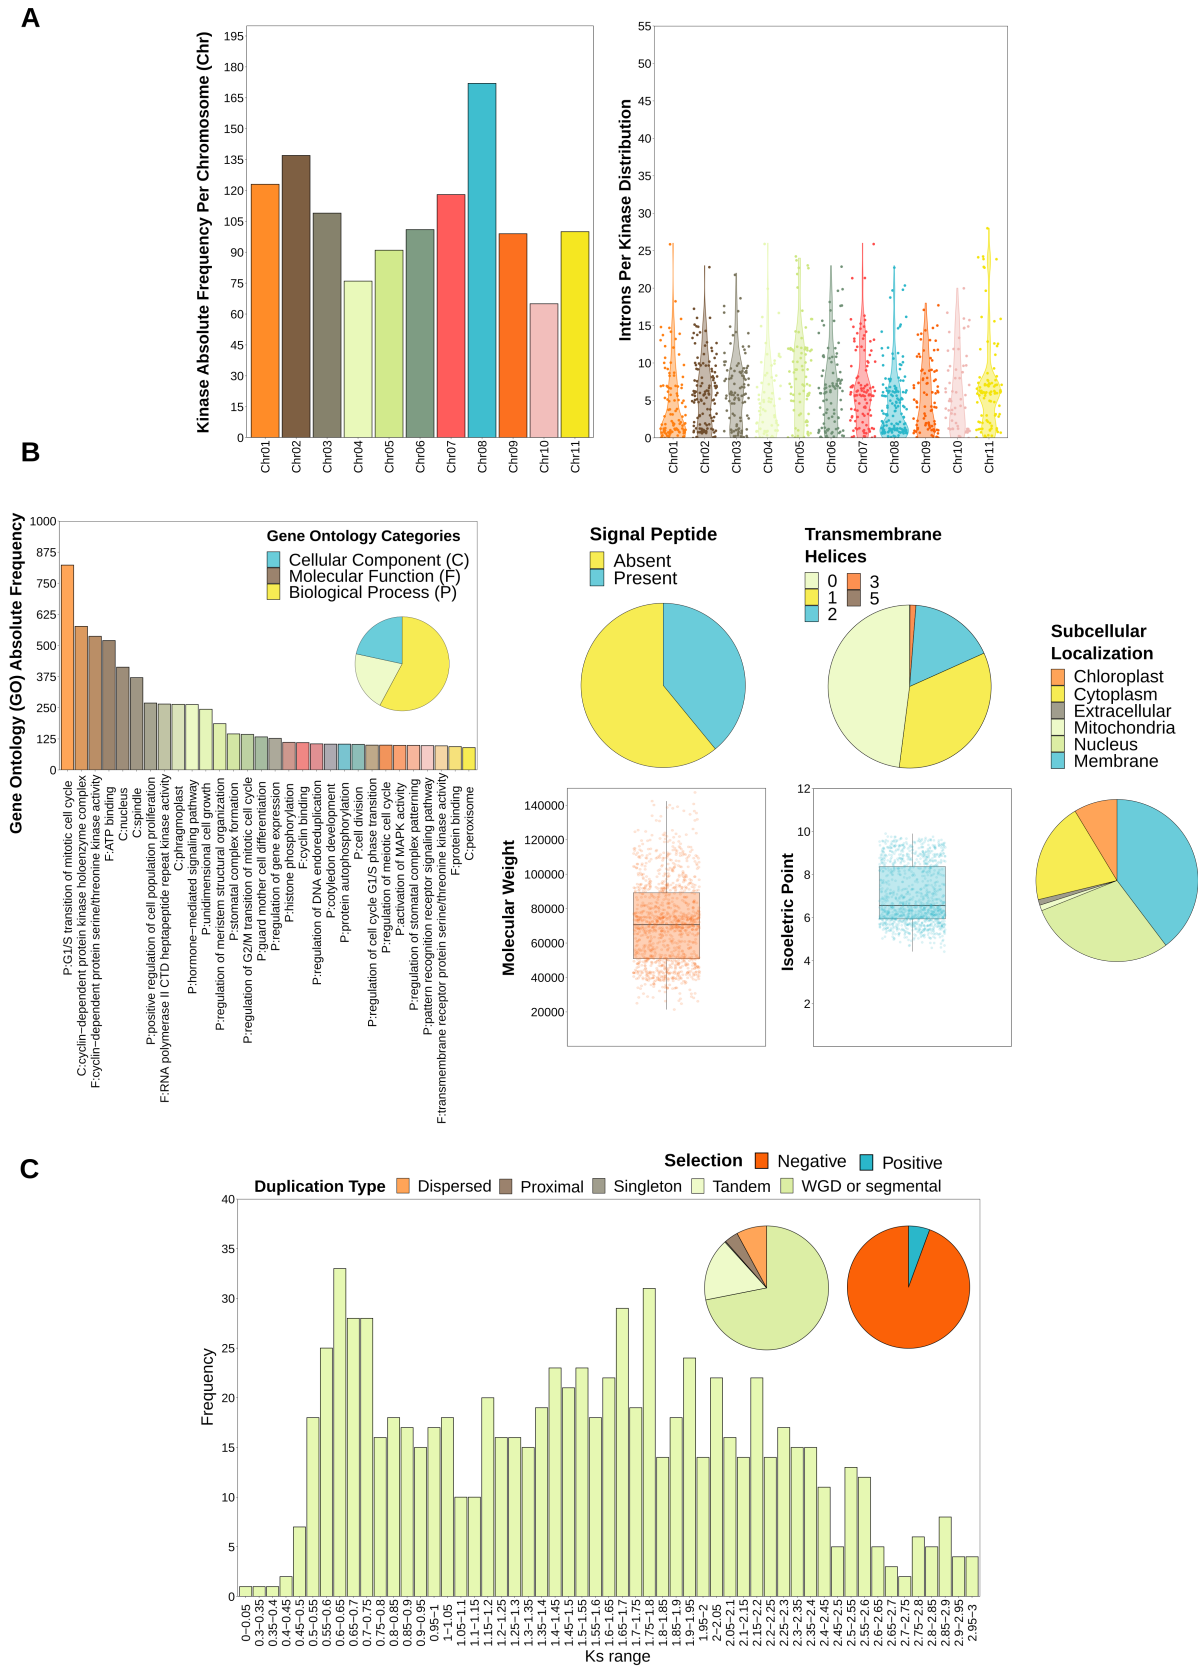 A
Kinase Absolute Frequency Per Chromosome (Chr)
195
180
165
150
135
120
105
90
75
60
45
30
15
0
Chr01
Chr02
Chr03
Chr04
Chr05
Chr06
Chr07
Chr08
Chr09
Chr10
Chr11
Introns Per Kinase Distribution
55
50
45
40
35
30
25
20
15
10
5
0
Chr01
Chr02
Chr03
Chr04
Chr05
Chr06
Chr07
Chr08
Chr09
Chr10
Chr11
B
Gene Ontology (GO) Absolute Frequency
1000
875
750
625
500
375
250
125
0
Gene Ontology Categories
Cellular Component (C)
Molecular Function (F)
Biological Process (P)
P:G1/S transition of mitotic cell cycle
C:cyclin−dependent protein kinase holoenzyme complex
F:cyclin−dependent protein serine/threonine kinase activity
F:ATP binding
C:nucleus
C:spindle
P:positive regulation of cell population proliferation
F:RNA polymerase II CTD heptapeptide repeat kinase activity
C:phragmoplast
P:hormone−mediated signaling pathway
P:unidimensional cell growth
P:regulation of meristem structural organization
P:stomatal complex formation
P:regulation of G2/M transition of mitotic cell cycle
P:guard mother cell differentiation
P:regulation of gene expression
P:histone phosphorylation
F:cyclin binding
P:regulation of DNA endoreduplication
P:cotyledon development
P:protein autophosphorylation
P:cell division
P:regulation of cell cycle G1/S phase transition
P:regulation of meiotic cell cycle
P:activation of MAPK activity
P:regulation of stomatal complex patterning
P:pattern recognition receptor signaling pathway
F:transmembrane receptor protein serine/threonine kinase activity
F:protein binding
C:peroxisome
Signal Peptide
Absent
Present
Transmembrane
Helices
0
1
2
3
5
Subcellular
Localization
Chloroplast
Cytoplasm
Extracellular
Mitochondria
Nucleus
Membrane
Molecular Weight
140000
120000
100000
80000
60000
40000
20000
Isoeletric Point
12
10
8
6
4
2
C
Selection Negative Positive
Duplication Type Dispersed Proximal Singleton Tandem WGD or segmental
Frequency
40
35
30
25
20
15
10
5
0
0−0.05
0.3−0.35
0.35−0.4
0.4−0.45
0.45−0.5
0.5−0.55
0.55−0.6
0.6−0.65
0.65−0.7
0.7−0.75
0.75−0.8
0.8−0.85
0.85−0.9
0.9−0.95
0.95−1
1−1.05
1.05−1.1
1.1−1.15
1.15−1.2
1.2−1.25
1.25−1.3
1.3−1.35
1.35−1.4
1.4−1.45
1.45−1.5
1.5−1.55
1.55−1.6
1.6−1.65
1.65−1.7
1.7−1.75
1.75−1.8
1.8−1.85
1.85−1.9
1.9−1.95
1.95−2
2−2.05
2.05−2.1
2.1−2.15
2.15−2.2
2.2−2.25
2.25−2.3
2.3−2.35
2.35−2.4
2.4−2.45
2.45−2.5
2.5−2.55
2.55−2.6
2.6−2.65
2.65−2.7
2.7−2.75
2.75−2.8
2.8−2.85
2.85−2.9
2.9−2.95
2.95−3
Ks range